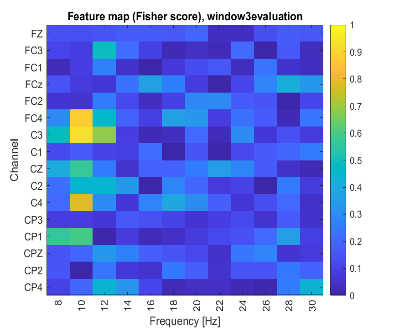 Feature map (Fisher score), window3evaluation
Channel
FZ
FC3
FC1
FCz
FC2
FC4
C3
C1
CZ
C2
C4
CP3
CP1
CPZ
CP2
CP4
8 10 12 14 16 18 20 22 24 26 28 30
Frequency [Hz]
1
0.9
0.8
0.7
0.6
0.5
0.4
0.3
0.2
0.1
0